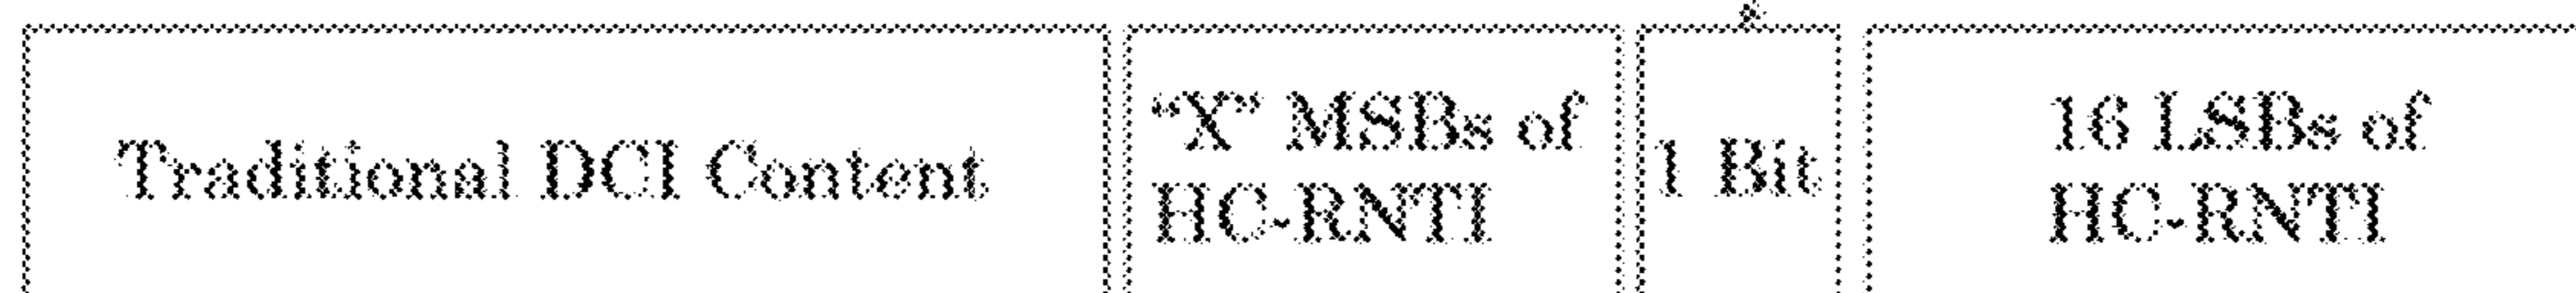 Traditional DCI Content
“X” MSBs of
HC-RNTI
1 Bit
16 LSBs of
HC-RNTI